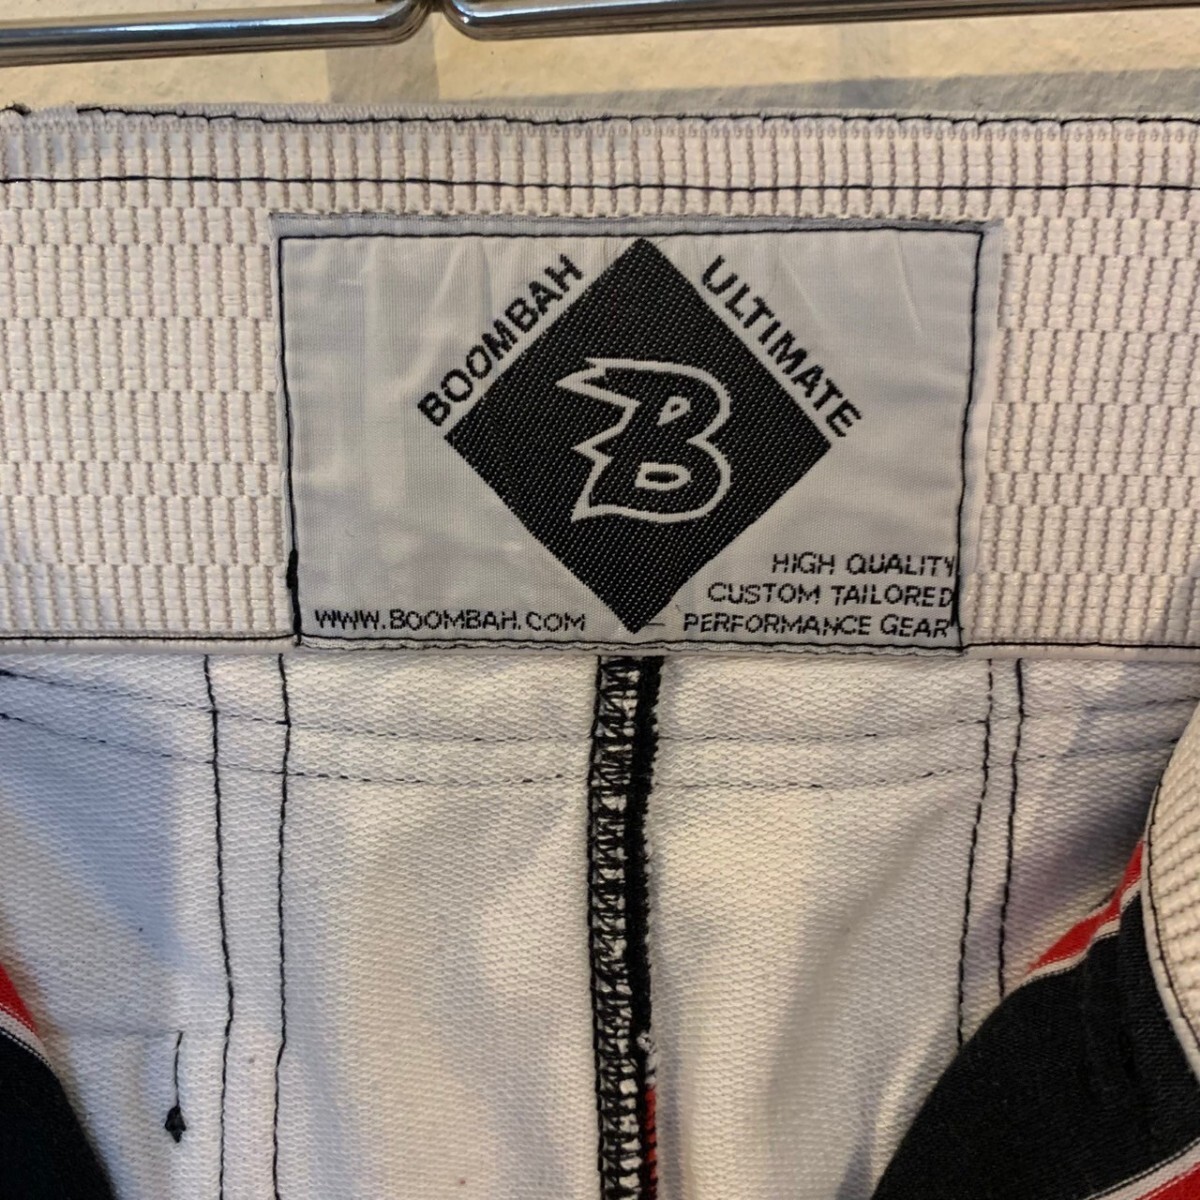 BOOMBAH
ULTIMATE
B
HIGH QUALITY
CUSTOM TAILORED
WWW.BOOMBAH.COM
PERFORMANCE GEAR